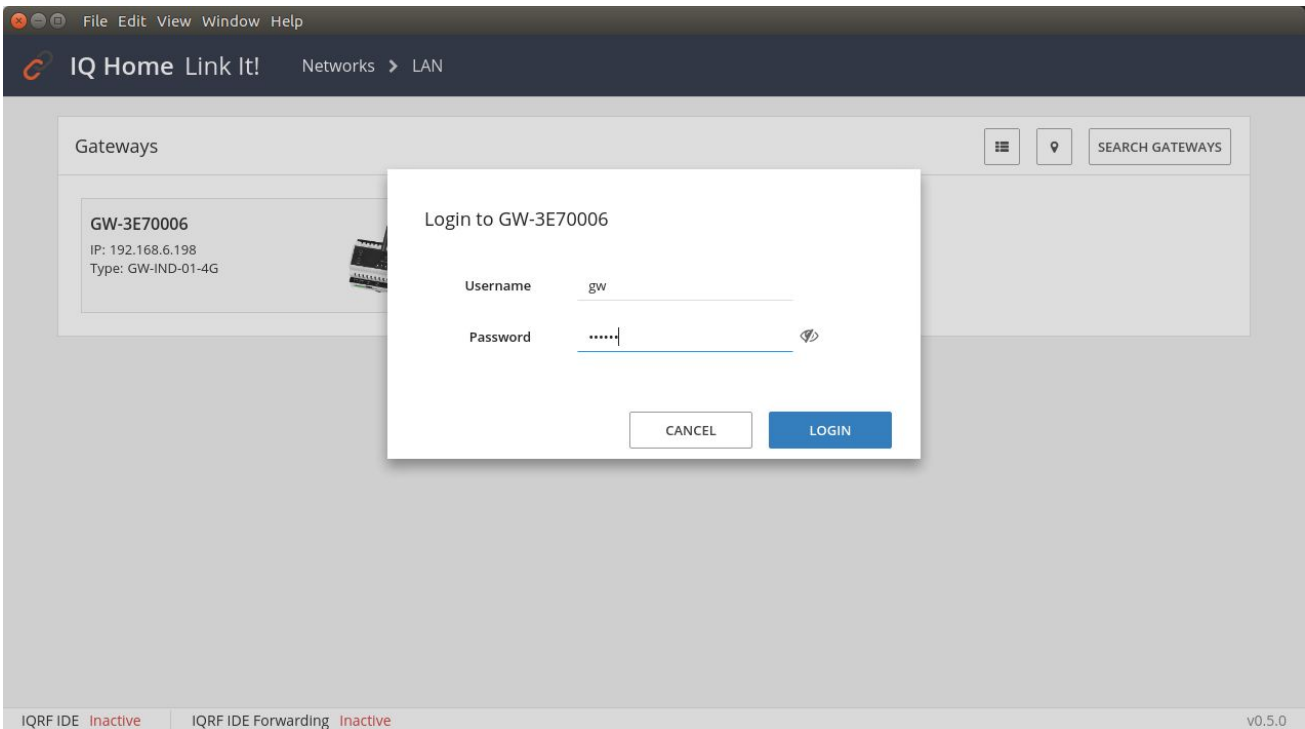 File Edit View Window Help
IQ Home Link It! Networks > LAN
Gateways
SEARCH GATEWAYS
GW-3E70006
IP: 192.168.6.198
Type: GW-IND-01-4G
Login to GW-3E70006
Username gw
Password ••••••
CANCEL LOGIN
IQRF IDE Inactive IQRF IDE Forwarding Inactive v0.5.0